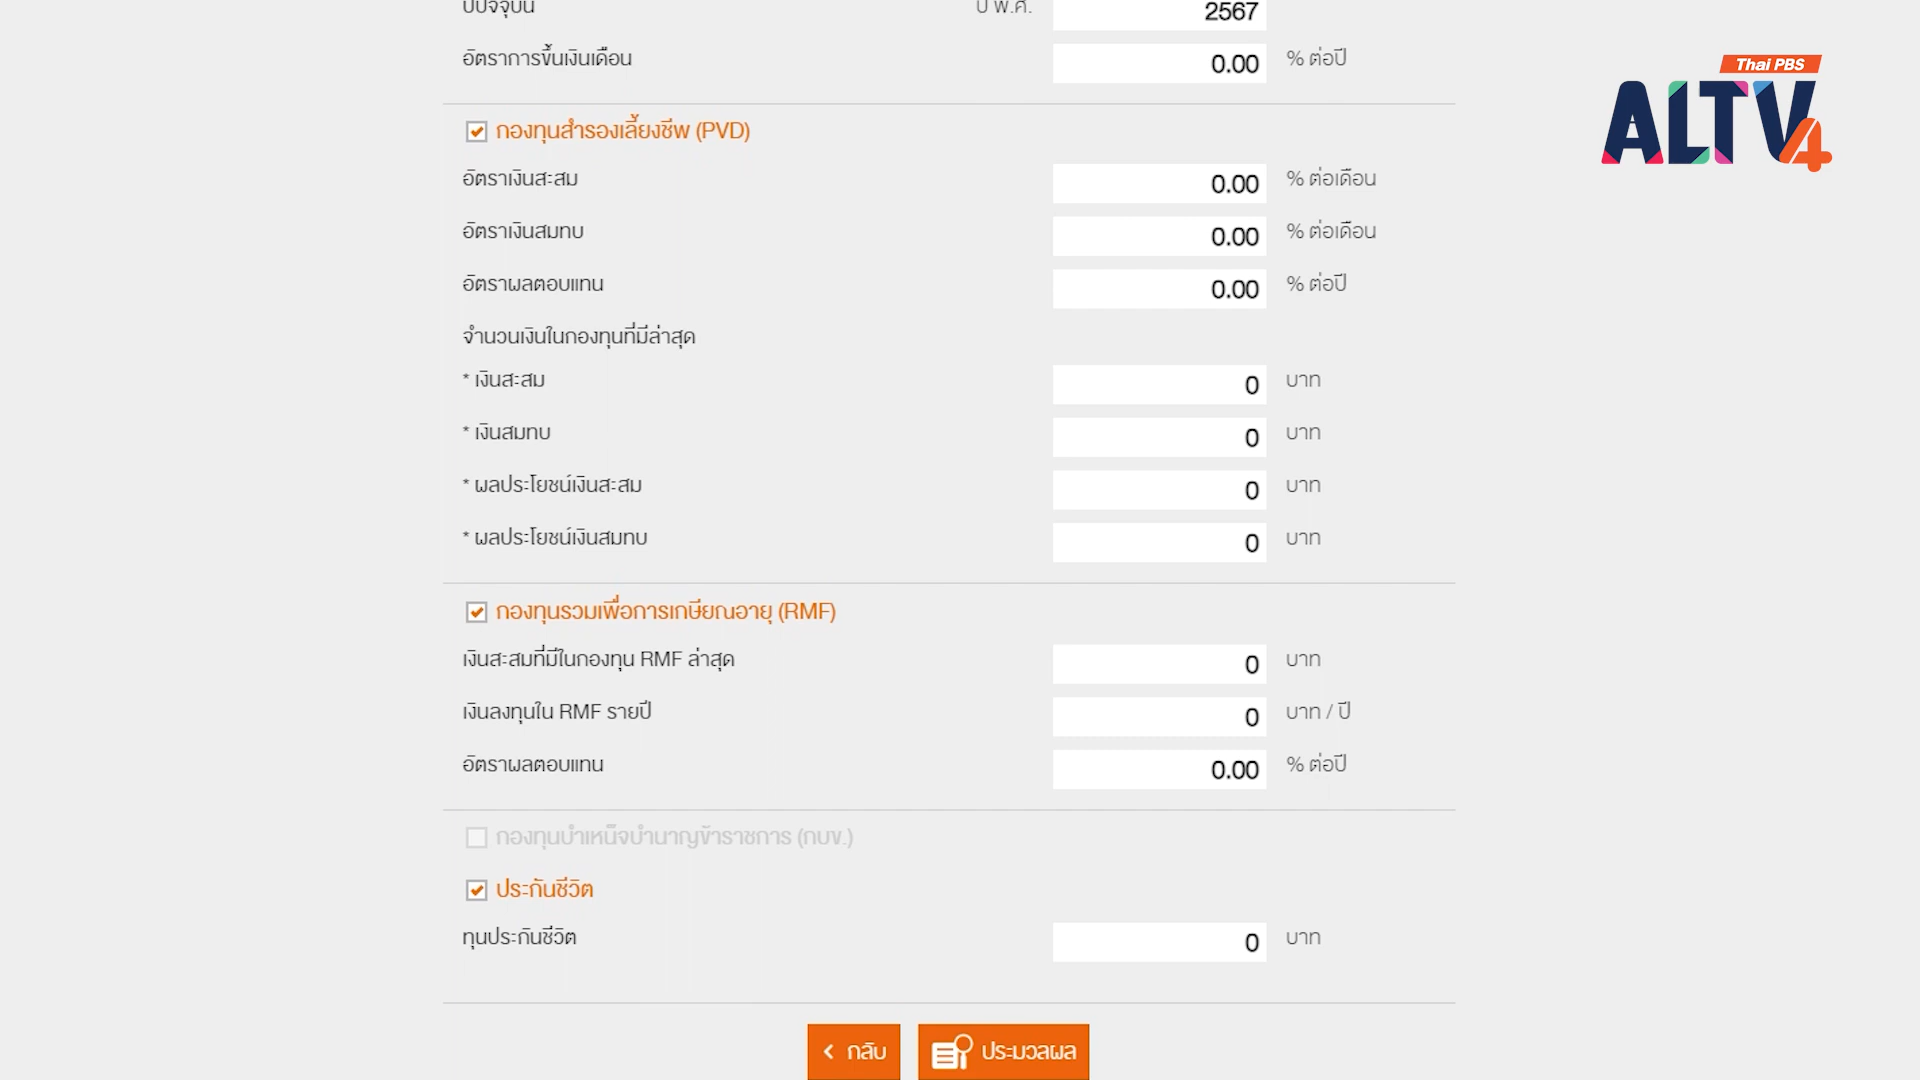 ปีปัจจุบัน ปี พ.ศ. 2567
อัตราการขึ้นเงินเดือน 0.00 % ต่อปี
Thai PBS
ALTV4
กองทุนสำรองเลี้ยงชีพ (PVD)
อัตราเงินสะสม 0.00 % ต่อเดือน
อัตราเงินสมทบ 0.00 % ต่อเดือน
อัตราผลตอบแทน 0.00 % ต่อปี
จำนวนเงินในกองทุนที่มีล่าสุด
* เงินสะสม 0 บาท
* เงินสมทบ 0 บาท
* ผลประโยชน์เงินสะสม 0 บาท
* ผลประโยชน์เงินสมทบ 0 บาท
กองทุนรวมเพื่อการเกษียณอายุ (RMF)
เงินสะสมที่มีในกองทุน RMF ล่าสุด 0 บาท
เงินลงทุนใน RMF รายปี 0 บาท / ปี
อัตราผลตอบแทน 0.00 % ต่อปี
กองทุนบำเหน็จบำนาญข้าราชการ (กบข.)
ประกันชีวิต
ทุนประกันชีวิต 0 บาท
< กลับ ประมวลผล